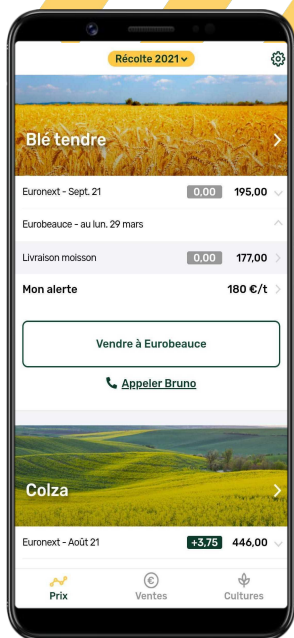 Récolte 2021
Blé tendre
Euronext - Sept. 21 0,00 195,00
Eurobeauce - au lun. 29 mars
Livraison moisson 0,00 177,00
Mon alerte 180 €/t
Vendre à Eurobeauce
Appeler Bruno
Colza
Euronext - Août 21 +3,75 446,00
Prix Ventes Cultures